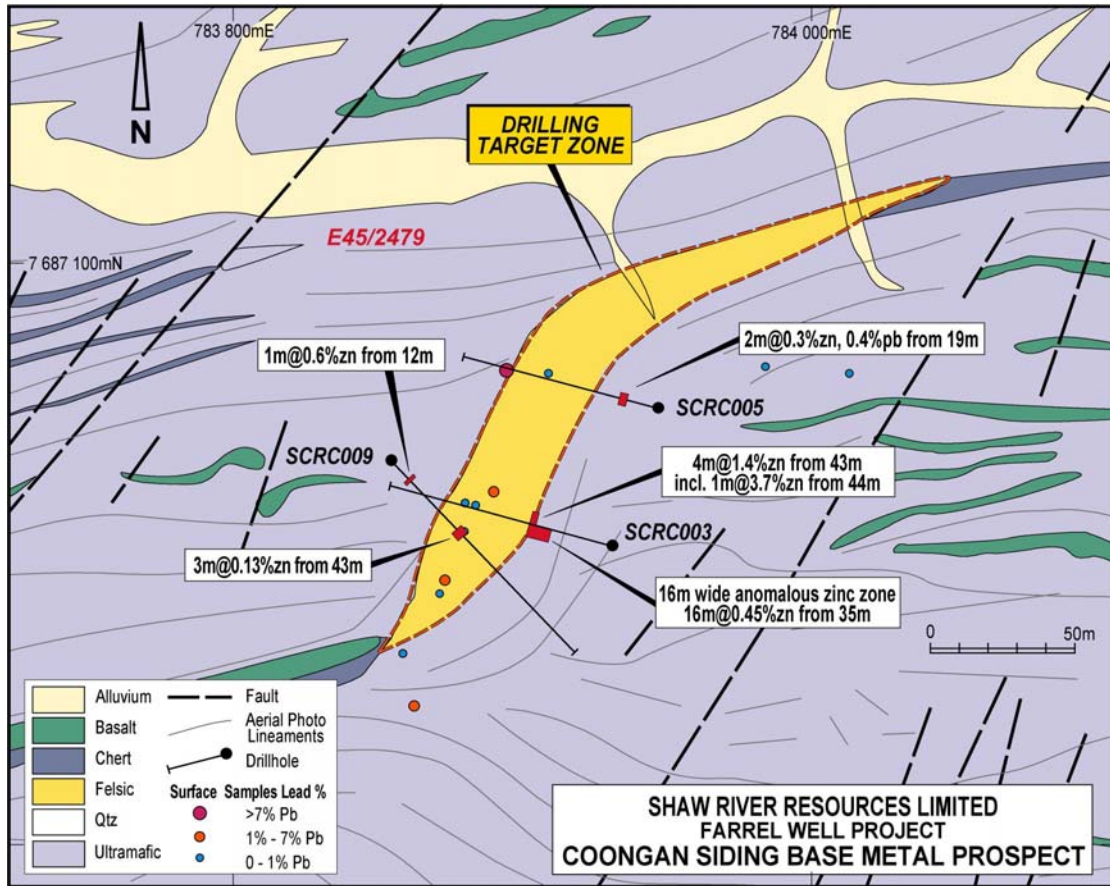 783 800mE
784 000mE
N
DRILLING
TARGET ZONE
E45/2479
7 687 100mN
1m@0.6%zn from 12m
2m@0.3%zn, 0.4%pb from 19m
SCRC005
SCRC009
4m@1.4%zn from 43m
incl. 1m@3.7%zn from 44m
SCRC003
3m@0.13%zn from 43m
16m wide anomalous zinc zone
16m@0.45%zn from 35m
0 50m
Alluvium
Basalt
Chert
Felsic
Qtz
Ultramafic
Fault
Aerial Photo
Lineaments
Drillhole
Surface Samples Lead %
>7% Pb
1% - 7% Pb
0 - 1% Pb
SHAW RIVER RESOURCES LIMITED
FARREL WELL PROJECT
COONGAN SIDING BASE METAL PROSPECT